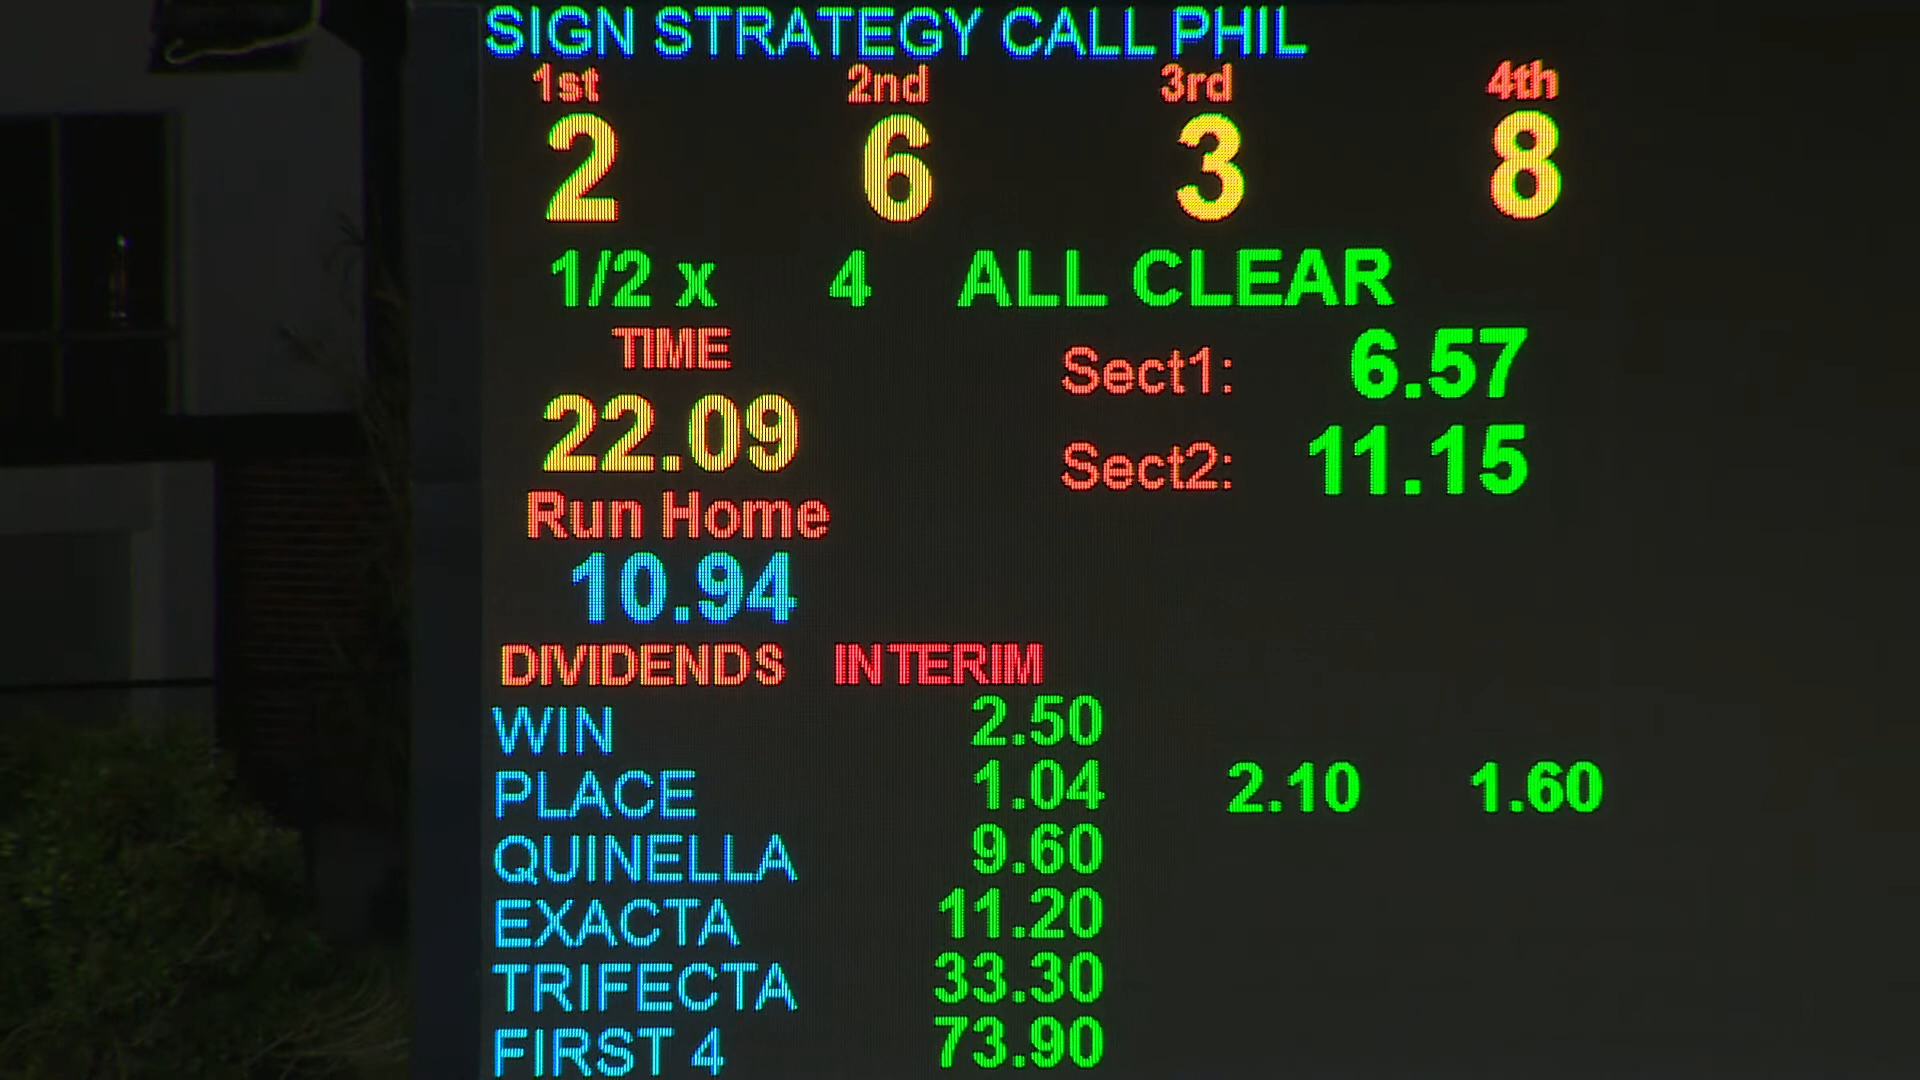 SIGN STRATEGY CALL PHIL
1st 2nd 3rd 4th
2 6 3 8
1/2 x 4 ALL CLEAR
TIME Sect1: 6.57
22.09 Sect2: 11.15
Run Home
10.94
DIVIDENDS INTERIM
WIN 2.50
PLACE 1.04 2.10 1.60
QUINELLA 9.60
EXACTA 11.20
TRIFECTA 33.30
FIRST 4 73.90